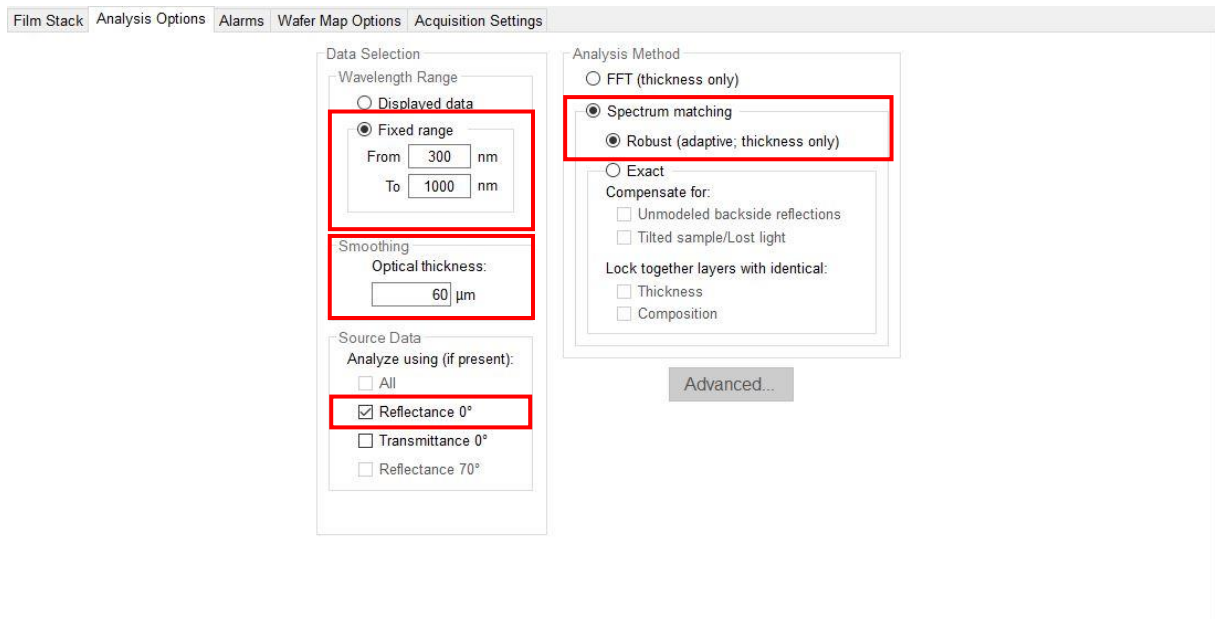 Film Stack Analysis Options Alarms Wafer Map Options Acquisition Settings
Data Selection
Wavelength Range
Displayed data
Fixed range
From 300 nm
To 1000 nm
Smoothing
Optical thickness:
60 µm
Source Data
Analyze using (if present):
All
Reflectance 0°
Transmittance 0°
Reflectance 70°
Analysis Method
FFT (thickness only)
Spectrum matching
Robust (adaptive; thickness only)
Exact
Compensate for:
Unmodeled backside reflections
Tilted sample/Lost light
Lock together layers with identical:
Thickness
Composition
Advanced...